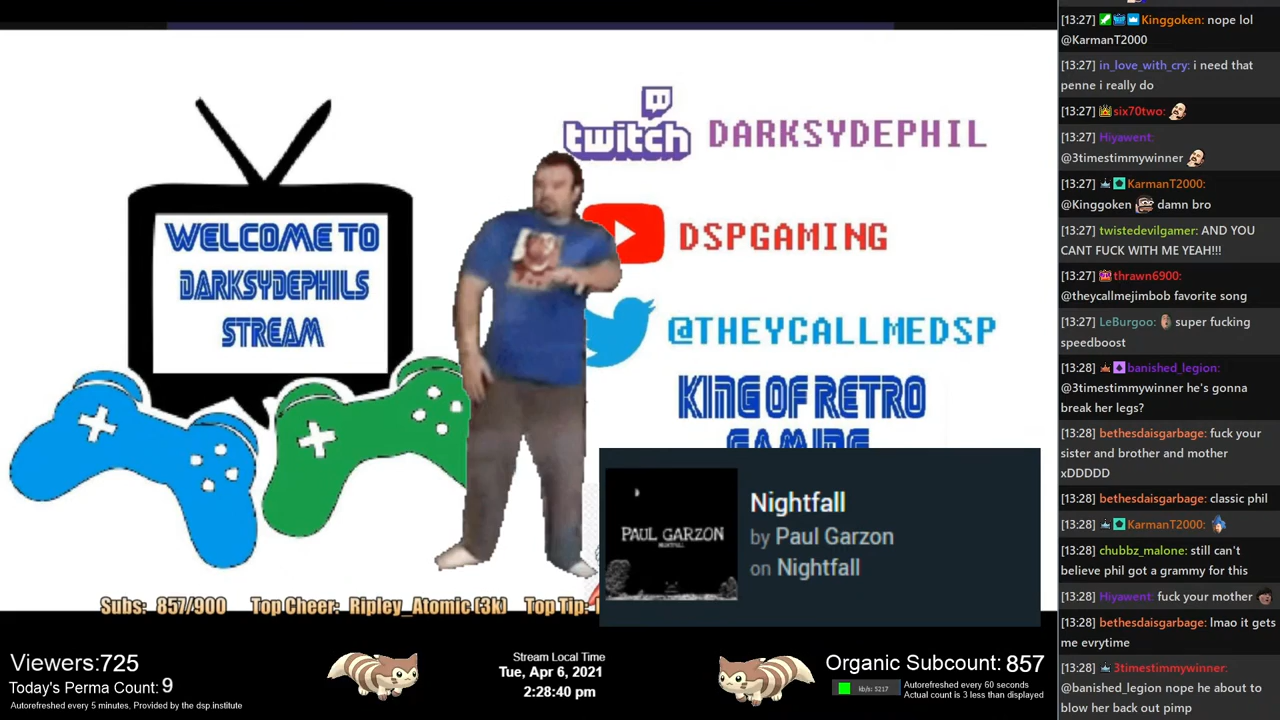 WELCOME TO
DARKSYDEPHILS
STREAM
twitch DARKSYDEPHIL
DSPGAMING
@THEYCALLMEDSP
KING OF RETRO
GAMING
PAUL GARZON
NIGHTFALL
Nightfall
by Paul Garzon
on Nightfall
Subs: 857/900 Top Cheer: Ripley_Atomic (3k) Top Tip:
Viewers:725
Today's Perma Count: 9
Autorefreshed every 5 minutes. Provided by the dsp institute
Stream Local Time
Tue, Apr 6, 2021
2:28:40 pm
Organic Subcount: 857
kb/s: 5217
Autorefreshed every 60 seconds
Actual count is 3 less than displayed
[13:27] Kinggoken: nope lol
@KarmanT2000
[13:27] in_love_with_cry: i need that
penne i really do
[13:27] six70two:
[13:27] Hiyawent:
@3timestimmywinner
[13:27] KarmanT2000:
@Kinggoken damn bro
[13:27] twistedevilgamer: AND YOU
CANT FUCK WITH ME YEAH!!!
[13:27] thrawn6900:
@theycallmejimbob favorite song
[13:27] LeBurgoo: super fucking
speedboost
[13:28] banished_legion:
@3timestimmywinner he's gonna
break her legs?
[13:28] bethesdaisgarbage: fuck your
sister and brother and mother
xDDDDD
[13:28] bethesdaisgarbage: classic phil
[13:28] KarmanT2000:
[13:28] chubbz_malone: still can't
believe phil got a grammy for this
[13:28] Hiyawent: fuck your mother
[13:28] bethesdaisgarbage: lmao it gets
me evrytime
[13:28] 3timestimmywinner:
@banished_legion nope he about to
blow her back out pimp